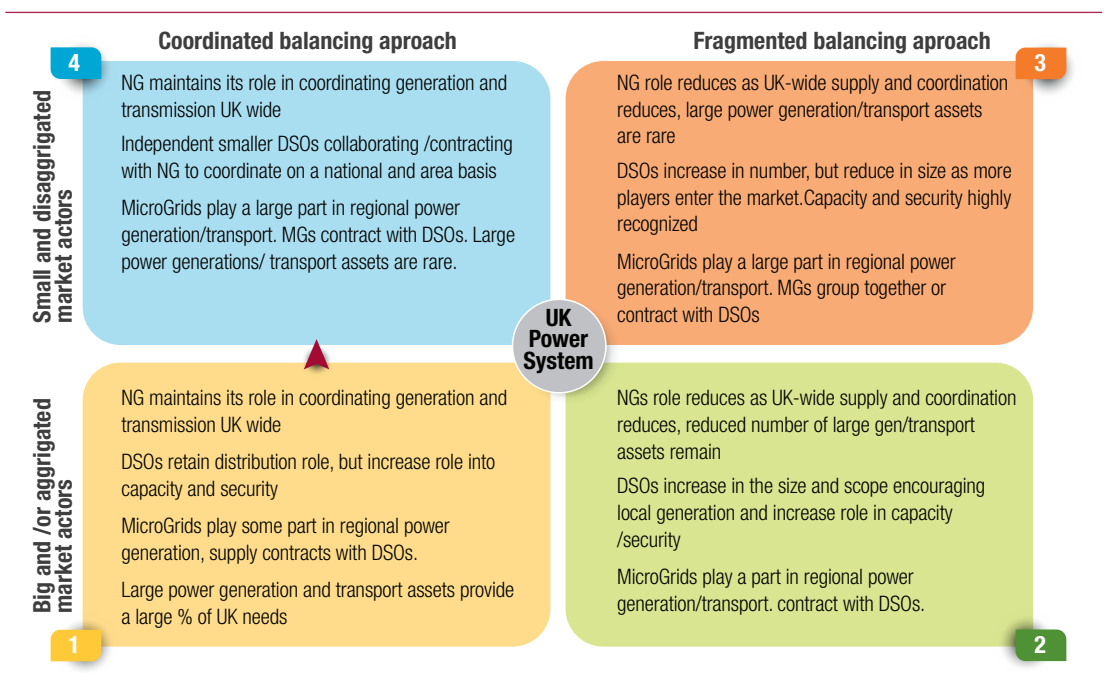 Coordinated balancing aproach
Fragmented balancing aproach
Small and disaggrigated
market actors
4
NG maintains its role in coordinating generation and
transmission UK wide
Independent smaller DSOs collaborating /contracting
with NG to coordinate on a national and area basis
MicroGrids play a large part in regional power
generation/transport. MGs contract with DSOs. Large
power generations/ transport assets are rare.
3
NG role reduces as UK-wide supply and coordination
reduces, large power generation/transport assets
are rare
DSOs increase in number, but reduce in size as more
players enter the market.Capacity and security highly
recognized
MicroGrids play a large part in regional power
generation/transport. MGs group together or
contract with DSOs
UK
Power
System
Big and /or aggrigated
market actors
NG maintains its role in coordinating generation and
transmission UK wide
DSOs retain distribution role, but increase role into
capacity and security
MicroGrids play some part in regional power
generation, supply contracts with DSOs.
Large power generation and transport assets provide
a large % of UK needs
1
NGs role reduces as UK-wide supply and coordination
reduces, reduced number of large gen/transport
assets remain
DSOs increase in the size and scope encouraging
local generation and increase role in capacity
/security
MicroGrids play a part in regional power
generation/transport. contract with DSOs.
2